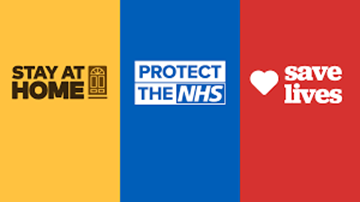 STAY AT
HOME
PROTECT
THE NHS
save
lives